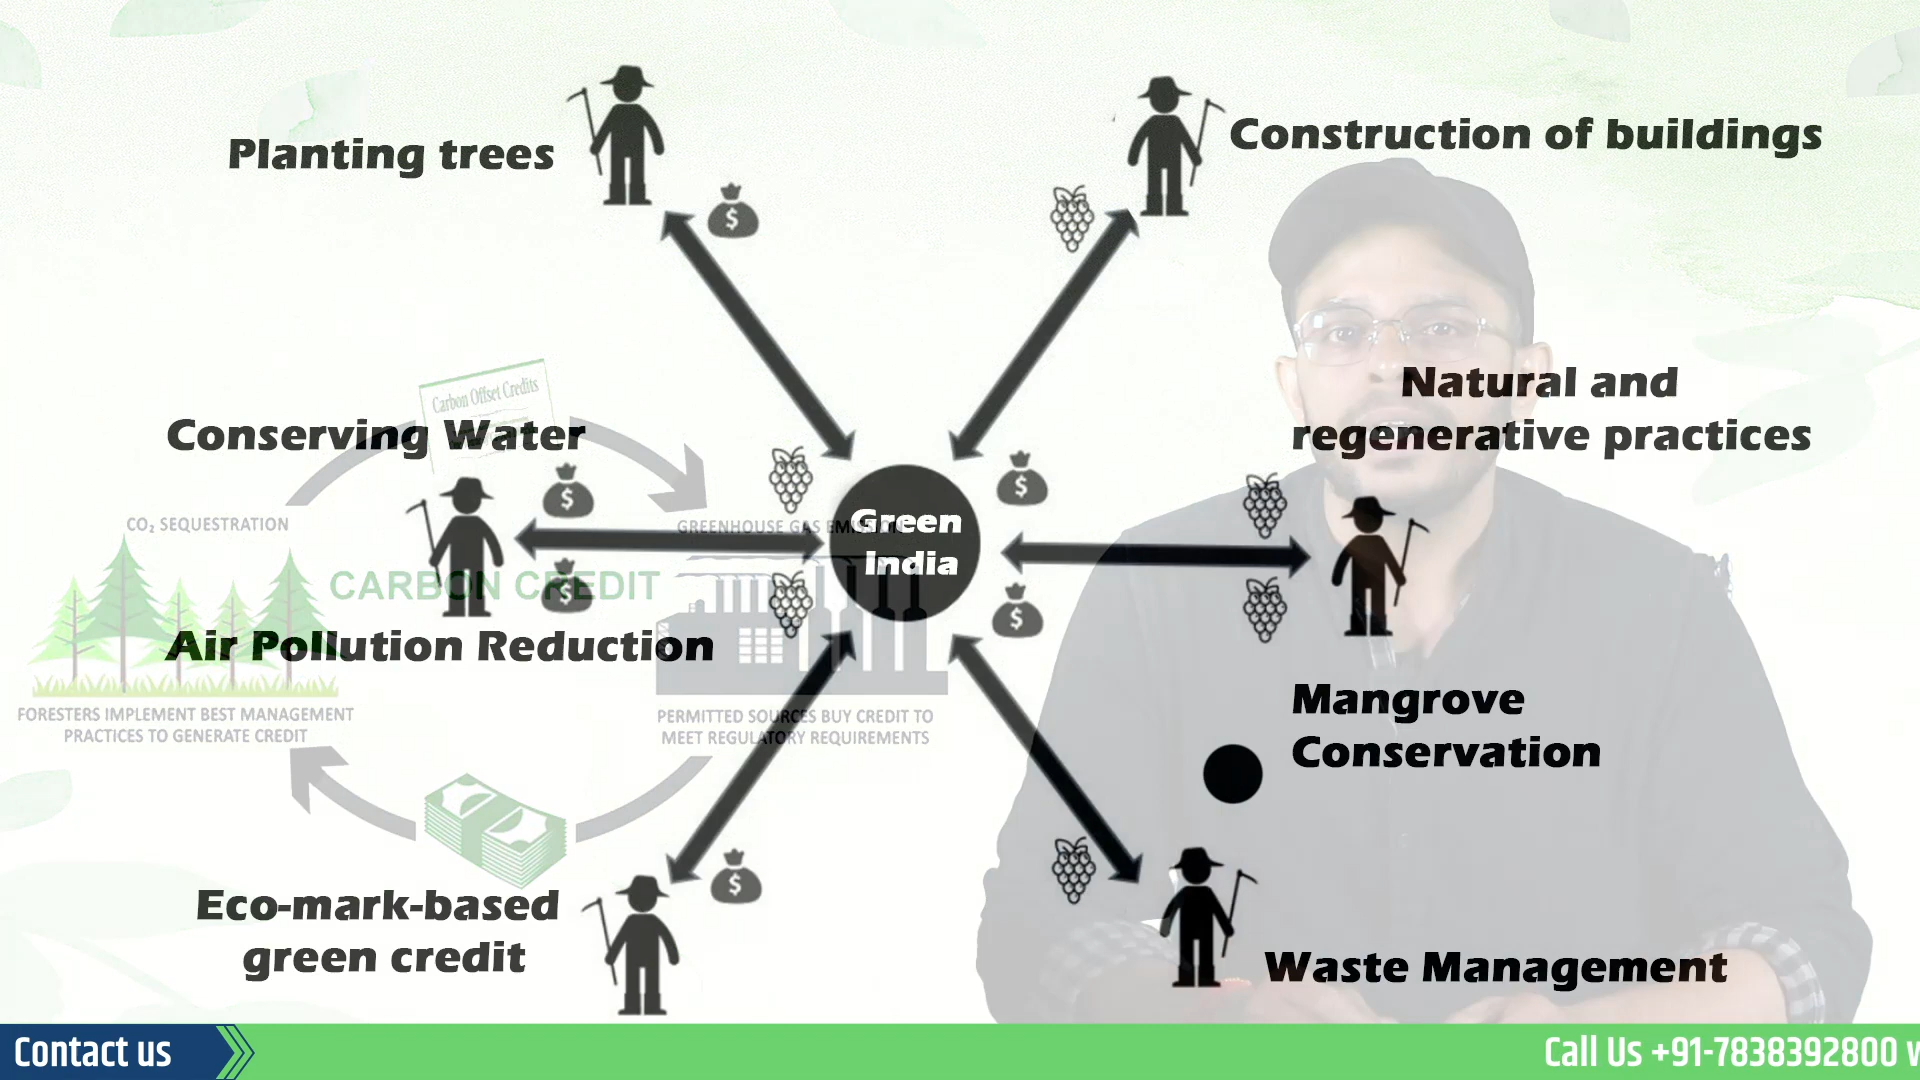 Planting trees
Construction of buildings
Carbon Offset Credits
Conserving Water
Natural and
regenerative practices
CO₂ SEQUESTRATION
GREENHOUSE GAS
Green
India
CARBON CREDIT
$
$
$
$
$
$
Air Pollution Reduction
FORESTERS IMPLEMENT BEST MANAGEMENT
PRACTICES TO GENERATE CREDIT
PERMITTED SOURCES BUY CREDIT TO
MEET REGULATORY REQUIREMENTS
Mangrove
Conservation
Eco-mark-based
green credit
Waste Management
Contact us
Call Us +91-7838392800